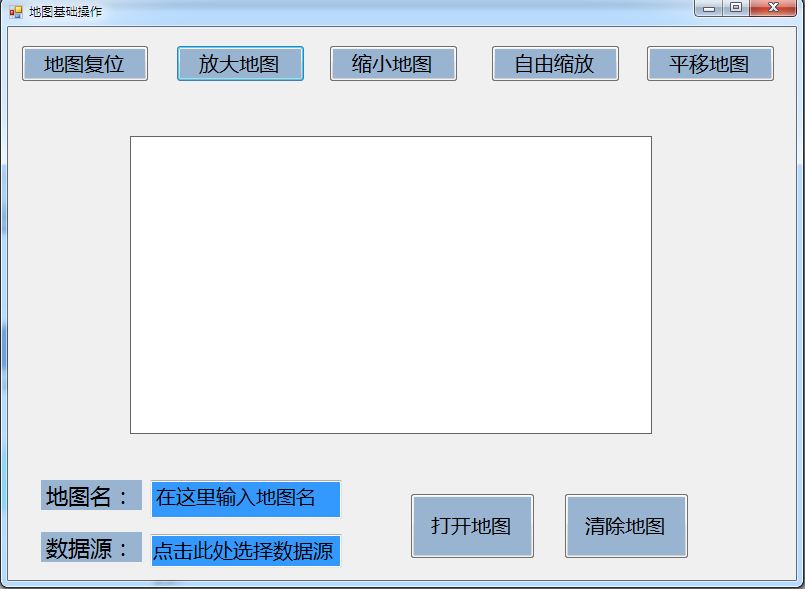 地图基础操作
地图复位
放大地图
缩小地图
自由缩放
平移地图
地图名：
在这里输入地图名
数据源：
点击此处选择数据源
打开地图
清除地图